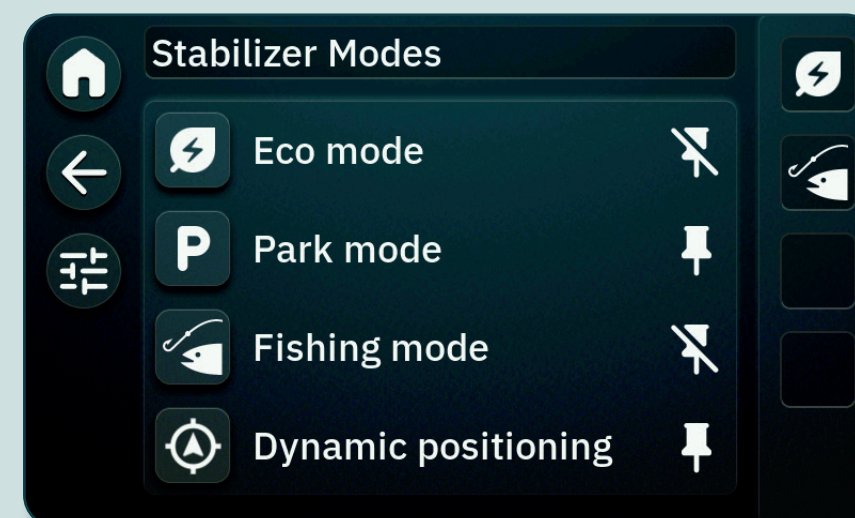 Stabilizer Modes
Eco mode
P Park mode
Fishing mode
Dynamic positioning